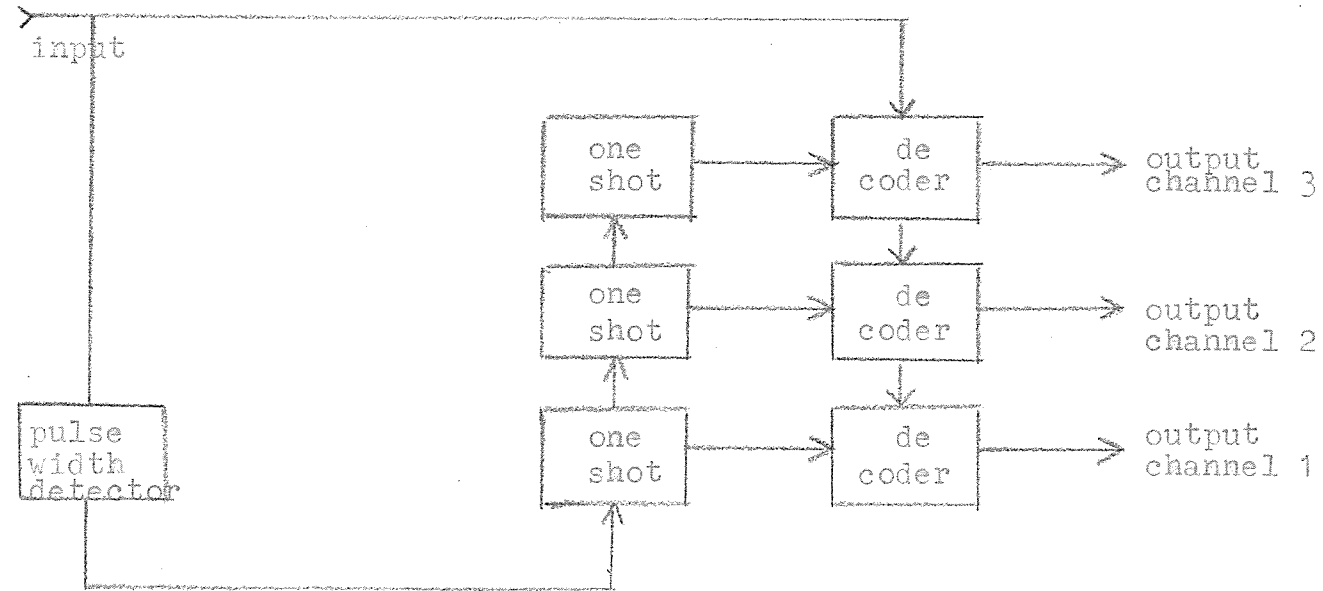 input
one
shot
de
coder
output
channel 3
one
shot
de
coder
output
channel 2
pulse
width
detector
one
shot
de
coder
output
channel 1